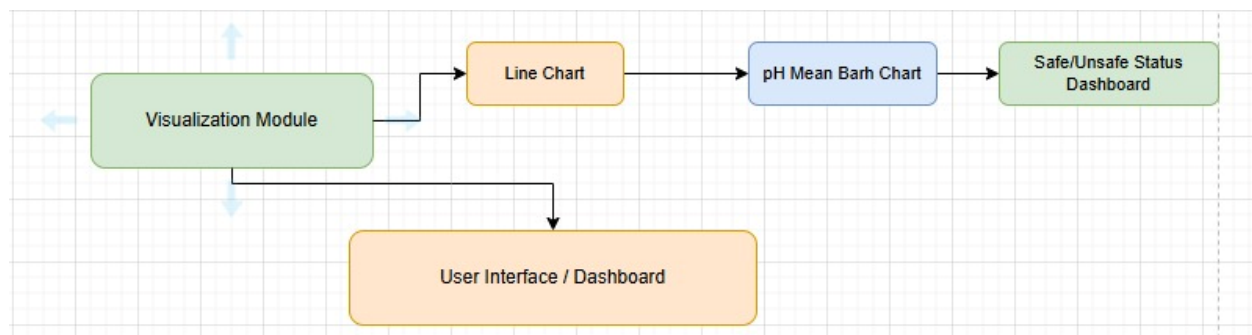 Line Chart
pH Mean Barh Chart
Safe/Unsafe Status
Dashboard
Visualization Module
User Interface / Dashboard